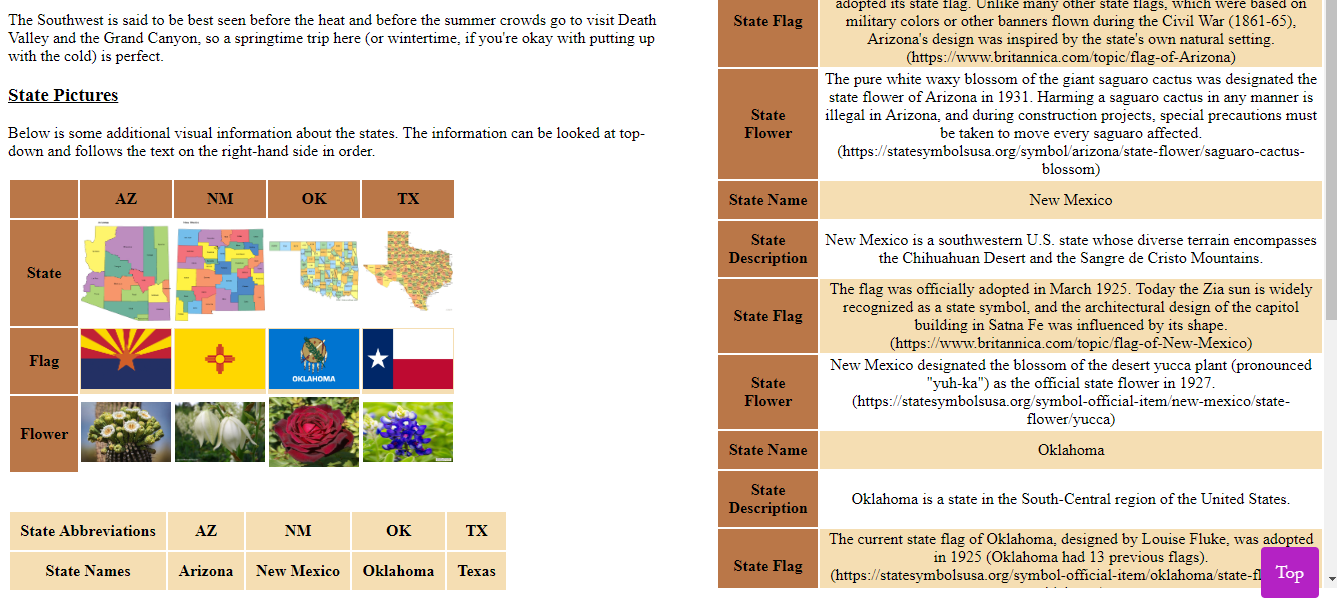 The Southwest is said to be best seen before the heat and before the summer crowds go to visit Death
Valley and the Grand Canyon, so a springtime trip here (or wintertime, if you're okay with putting up
with the cold) is perfect.
State Pictures
Below is some additional visual information about the states. The information can be looked at top-
down and follows the text on the right-hand side in order.
AZ NM OK TX
State
Flag
OKLAHOMA
Flower
State Abbreviations AZ NM OK TX
State Names Arizona New Mexico Oklahoma Texas
State Flag
adopted its state flag. Unlike many other state flags, which were based on
military colors or other banners flown during the Civil War (1861-65),
Arizona's design was inspired by the state's own natural setting.
(https://www.britannica.com/topic/flag-of-Arizona)
State
Flower
The pure white waxy blossom of the giant saguaro cactus was designated the
state flower of Arizona in 1931. Harming a saguaro cactus in any manner is
illegal in Arizona, and during construction projects, special precautions must
be taken to move every saguaro affected.
(https://statesymbolsusa.org/symbol/arizona/state-flower/saguaro-cactus-
blossom)
State Name New Mexico
State
Description
New Mexico is a southwestern U.S. state whose diverse terrain encompasses
the Chihuahuan Desert and the Sangre de Cristo Mountains.
State Flag
The flag was officially adopted in March 1925. Today the Zia sun is widely
recognized as a state symbol, and the architectural design of the capitol
building in Satna Fe was influenced by its shape.
(https://www.britannica.com/topic/flag-of-New-Mexico)
State
Flower
New Mexico designated the blossom of the desert yucca plant (pronounced
"yuh-ka") as the official state flower in 1927.
(https://statesymbolsusa.org/symbol-official-item/new-mexico/state-
flower/yucca)
State Name Oklahoma
State
Description
Oklahoma is a state in the South-Central region of the United States.
State Flag
The current state flag of Oklahoma, designed by Louise Fluke, was adopted
in 1925 (Oklahoma had 13 previous flags).
(https://statesymbolsusa.org/symbol-official-item/oklahoma/state-fl
Top